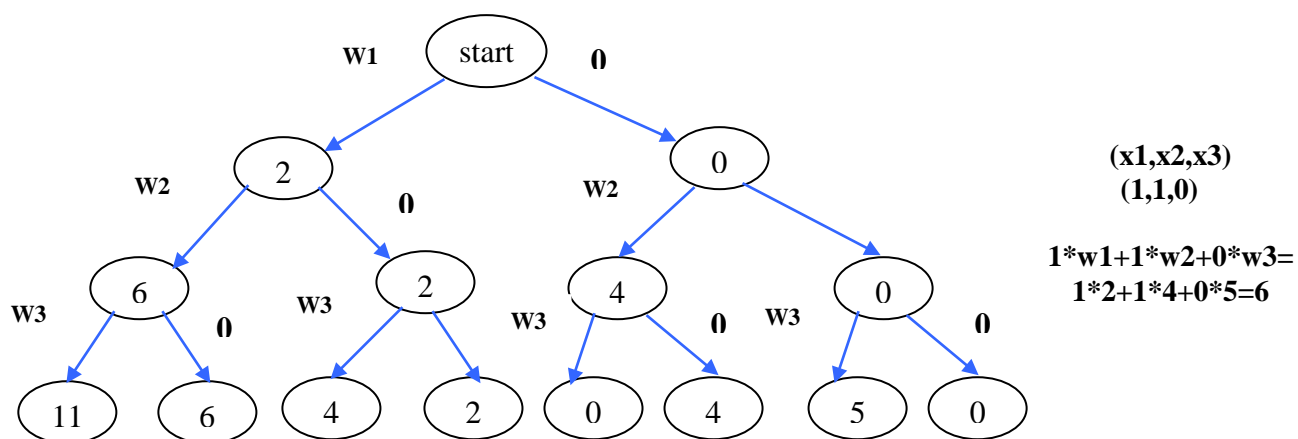 W1 start 0
2 0
(x1,x2,x3)
(1,1,0)
W2 0 W2
1*w1+1*w2+0*w3=
1*2+1*4+0*5=6
6 2 4 0
W3 0 W3 W3 0 W3 0
11 6 4 2 0 4 5 0